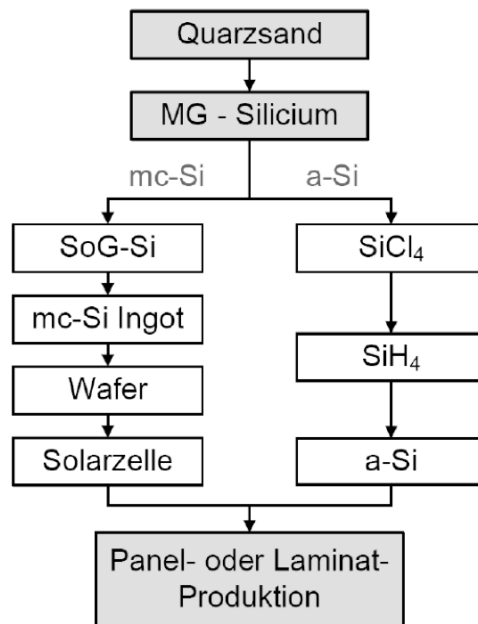 Quarzsand
MG - Silicium
mc-Si
a-Si
SoG-Si
mc-Si Ingot
Wafer
Solarzelle
SiCl₄
SiH₄
a-Si
Panel- oder Laminat-
Produktion